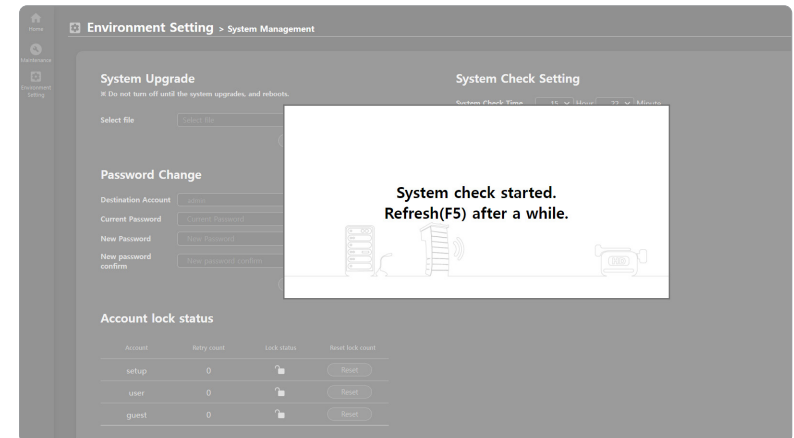 Home
Environment Setting > System Management
Maintenance
Environment
Setting
System Upgrade
※ Do not turn off until the system upgrades, and reboots.
Select file
Select file
System Check Setting
System Check Time
15
Hour
Minute
System check started.
Refresh(F5) after a while.
Password Change
Destination Account
admin
Current Password
Current Password
New Password
New Password
New password
confirm
New password confirm
Account lock status
Account
Retry count
Lock status
Reset lock count
setup
0
Reset
user
0
Reset
guest
0
Reset